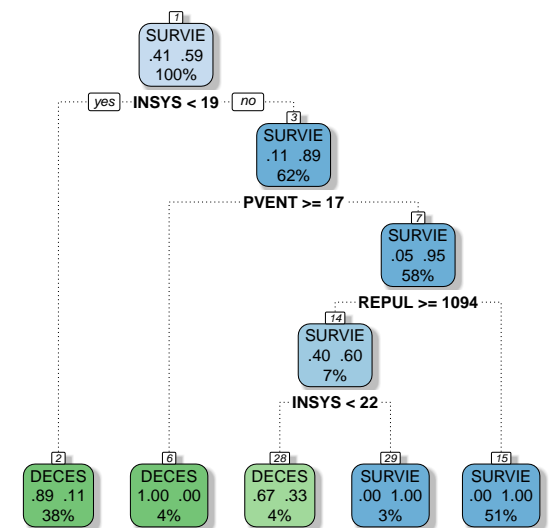 1
SURVIE
.41 .59
100%
yes INSYS < 19 no
3
SURVIE
.11 .89
62%
PVENT >= 17
7
SURVIE
.05 .95
58%
REPUL >= 1094
14
SURVIE
.40 .60
7%
INSYS < 22
2
DECES
.89 .11
38%
6
DECES
1.00 .00
4%
28
DECES
.67 .33
4%
29
SURVIE
.00 1.00
3%
15
SURVIE
.00 1.00
51%